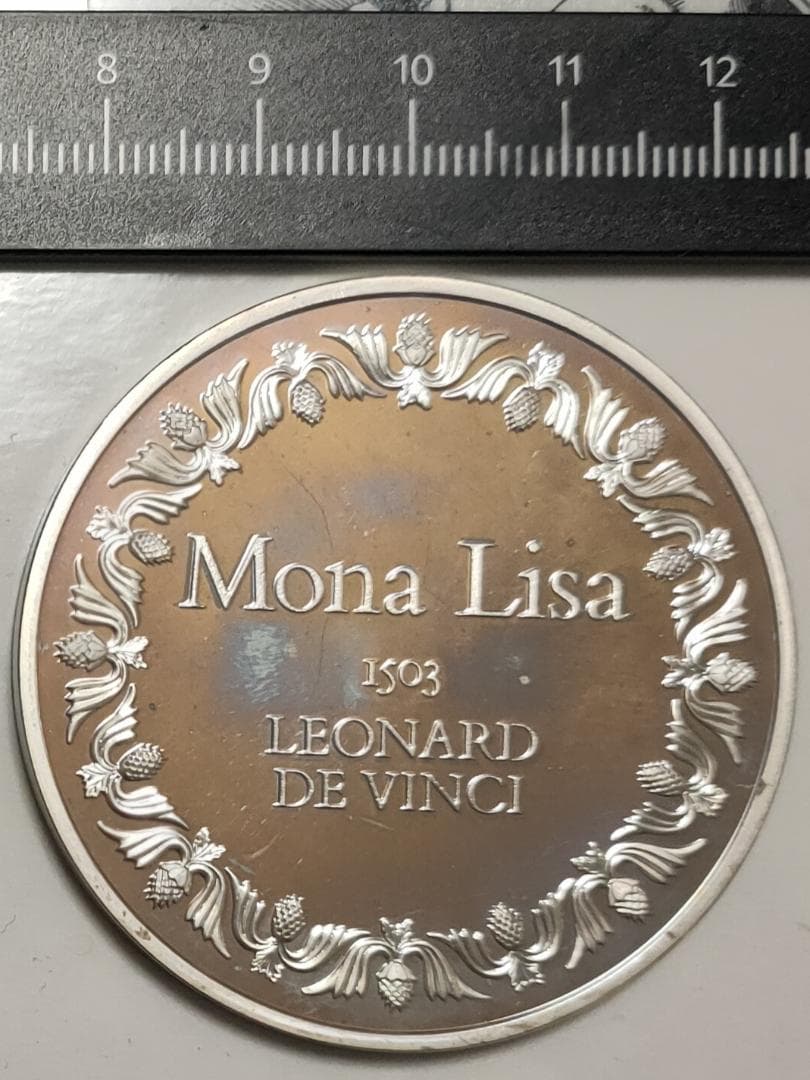 8 9 10 11 12
Mona Lisa
1503
LEONARD
DE VINCI